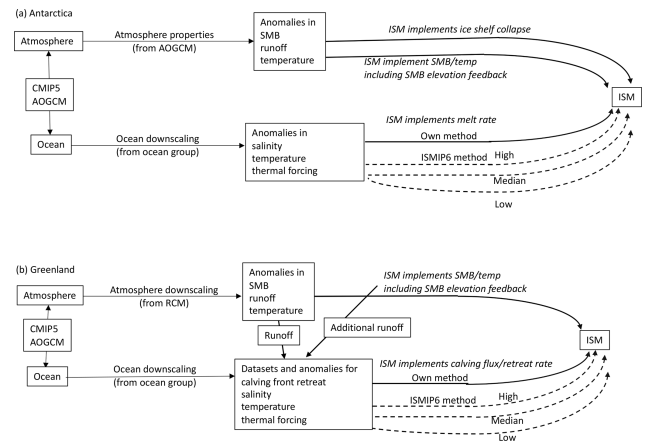 (a) Antarctica
Atmosphere
Atmosphere properties
(from AOGCM)
Anomalies in
SMB
runoff
temperature
ISM implements ice shelf collapse
ISM implement SMB/temp
including SMB elevation feedback
CMIP5
AOGCM
ISM
Ocean
Ocean downscaling
(from ocean group)
Anomalies in
salinity
temperature
thermal forcing
ISM implements melt rate
Own method
ISMIP6 method
High
Median
Low
(b) Greenland
Atmosphere
Atmosphere downscaling
(from RCM)
Anomalies in
SMB
runoff
temperature
ISM implements SMB/temp
including SMB elevation feedback
CMIP5
AOGCM
Runoff
Additional runoff
ISM
Ocean
Ocean downscaling
(from ocean group)
Datasets and anomalies for
calving front retreat
salinity
temperature
thermal forcing
ISM implements calving flux/retreat rate
Own method
ISMIP6 method
High
Median
Low